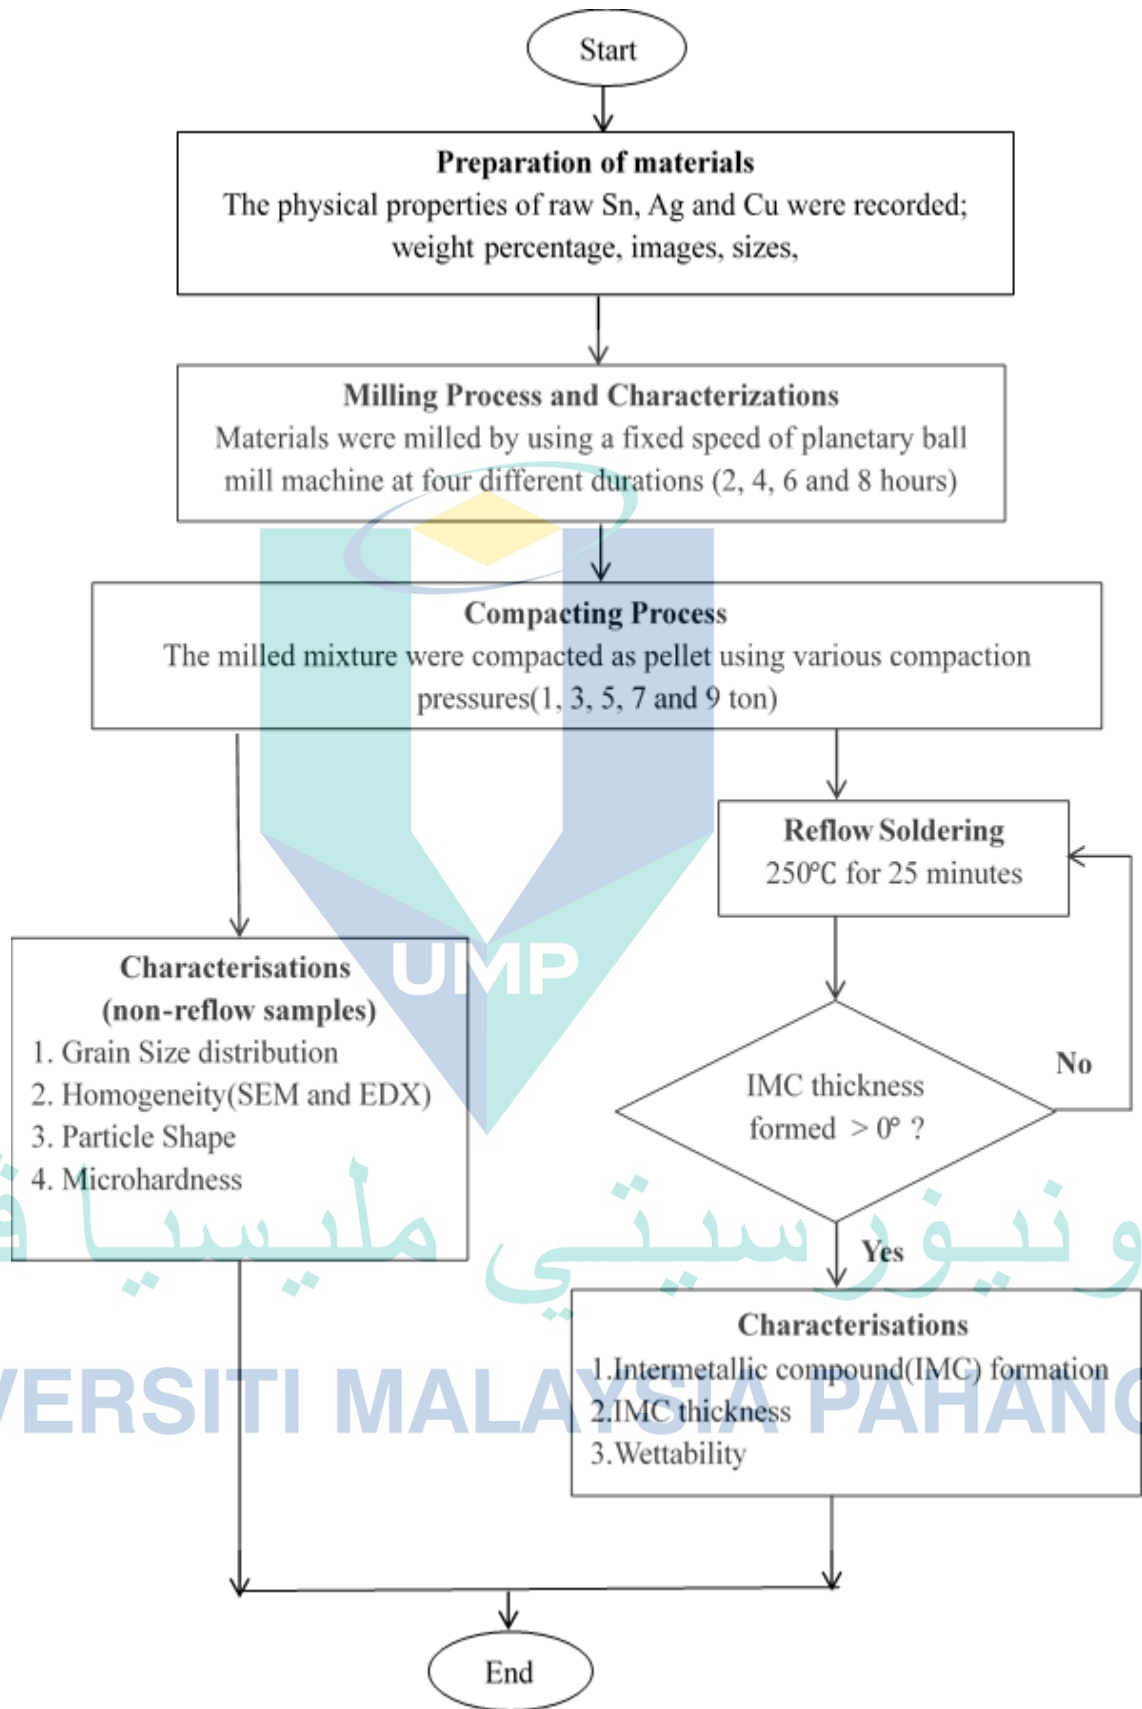 Start
Preparation of materials
The physical properties of raw Sn, Ag and Cu were recorded;
weight percentage, images, sizes,
Milling Process and Characterizations
Materials were milled by using a fixed speed of planetary ball
mill machine at four different durations (2, 4, 6 and 8 hours)
Compacting Process
The milled mixture were compacted as pellet using various compaction
pressures(1, 3, 5, 7 and 9 ton)
Reflow Soldering
250℃ for 25 minutes
Characterisations
(non-reflow samples)
1. Grain Size distribution
2. Homogeneity(SEM and EDX)
3. Particle Shape
4. Microhardness
UMP
IMC thickness
formed > 0° ?
No
Yes
ونيۏرسيتي مليسيا ف
VERSITI MALAYSIA PAHANG
Characterisations
1.Intermetallic compound(IMC) formation
2.IMC thickness
3.Wettability
End